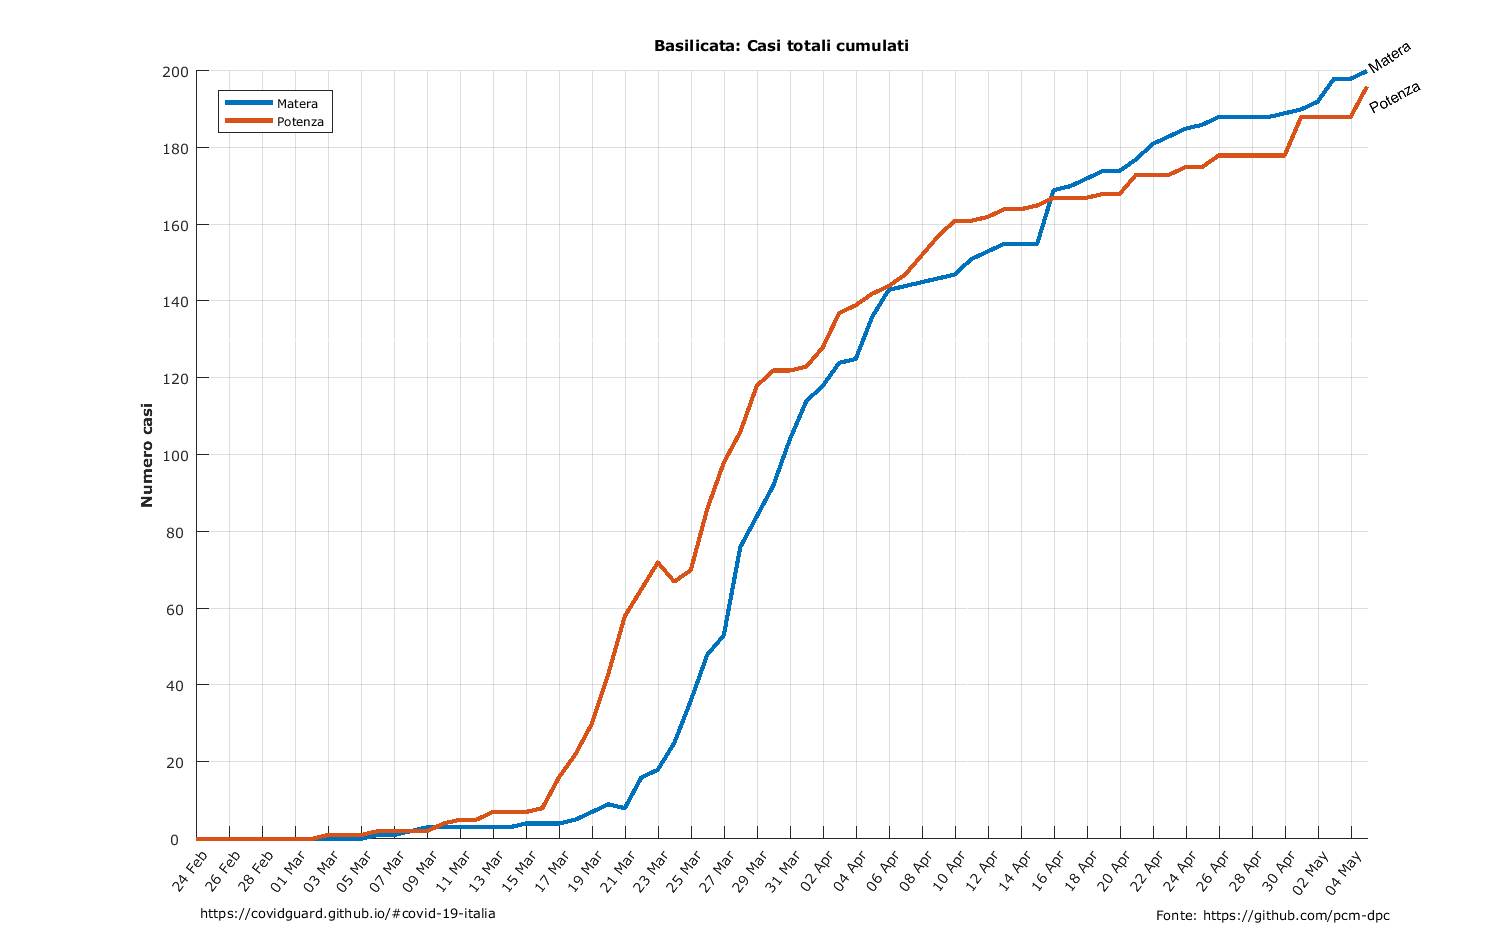 Basilicata: Casi totali cumulati
Matera
Potenza
Matera
Potenza
Numero casi
200
180
160
140
120
100
80
60
40
20
0
24 Feb
26 Feb
28 Feb
01 Mar
03 Mar
05 Mar
07 Mar
09 Mar
11 Mar
13 Mar
15 Mar
17 Mar
19 Mar
21 Mar
23 Mar
25 Mar
27 Mar
29 Mar
31 Mar
02 Apr
04 Apr
06 Apr
08 Apr
10 Apr
12 Apr
14 Apr
16 Apr
18 Apr
20 Apr
22 Apr
24 Apr
26 Apr
28 Apr
30 Apr
02 May
04 May
https://covidguard.github.io/#covid-19-italia
Fonte: https://github.com/pcm-dpc